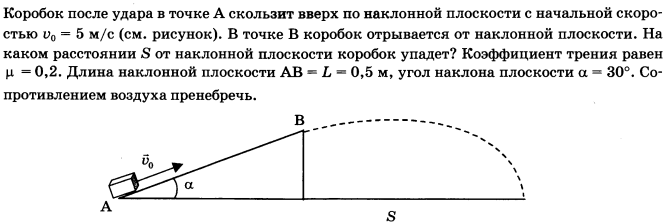 Коробок после удара в точке А скользит вверх по наклонной плоскости с начальной скоро-
стью v₀ = 5 м/с (см. рисунок). В точке В коробок отрывается от наклонной плоскости. На
каком расстоянии S от наклонной плоскости коробок упадет? Коэффициент трения равен
μ = 0,2. Длина наклонной плоскости АВ = L = 0,5 м, угол наклона плоскости α = 30°. Со-
противлением воздуха пренебречь.
B
v⃗₀
α
A
S